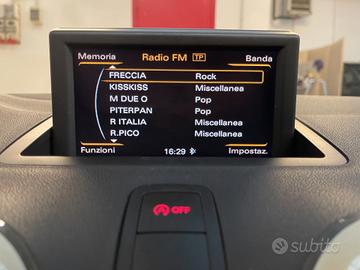 Memoria Radio FM TP Banda
FRECCIA Rock
KISSKISS Miscellanea
M DUE O Pop
PITERPAN Pop
R ITALIA Miscellanea
R.PICO Miscellanea
Funzioni 16:29 Impostaz.
OFF
subito